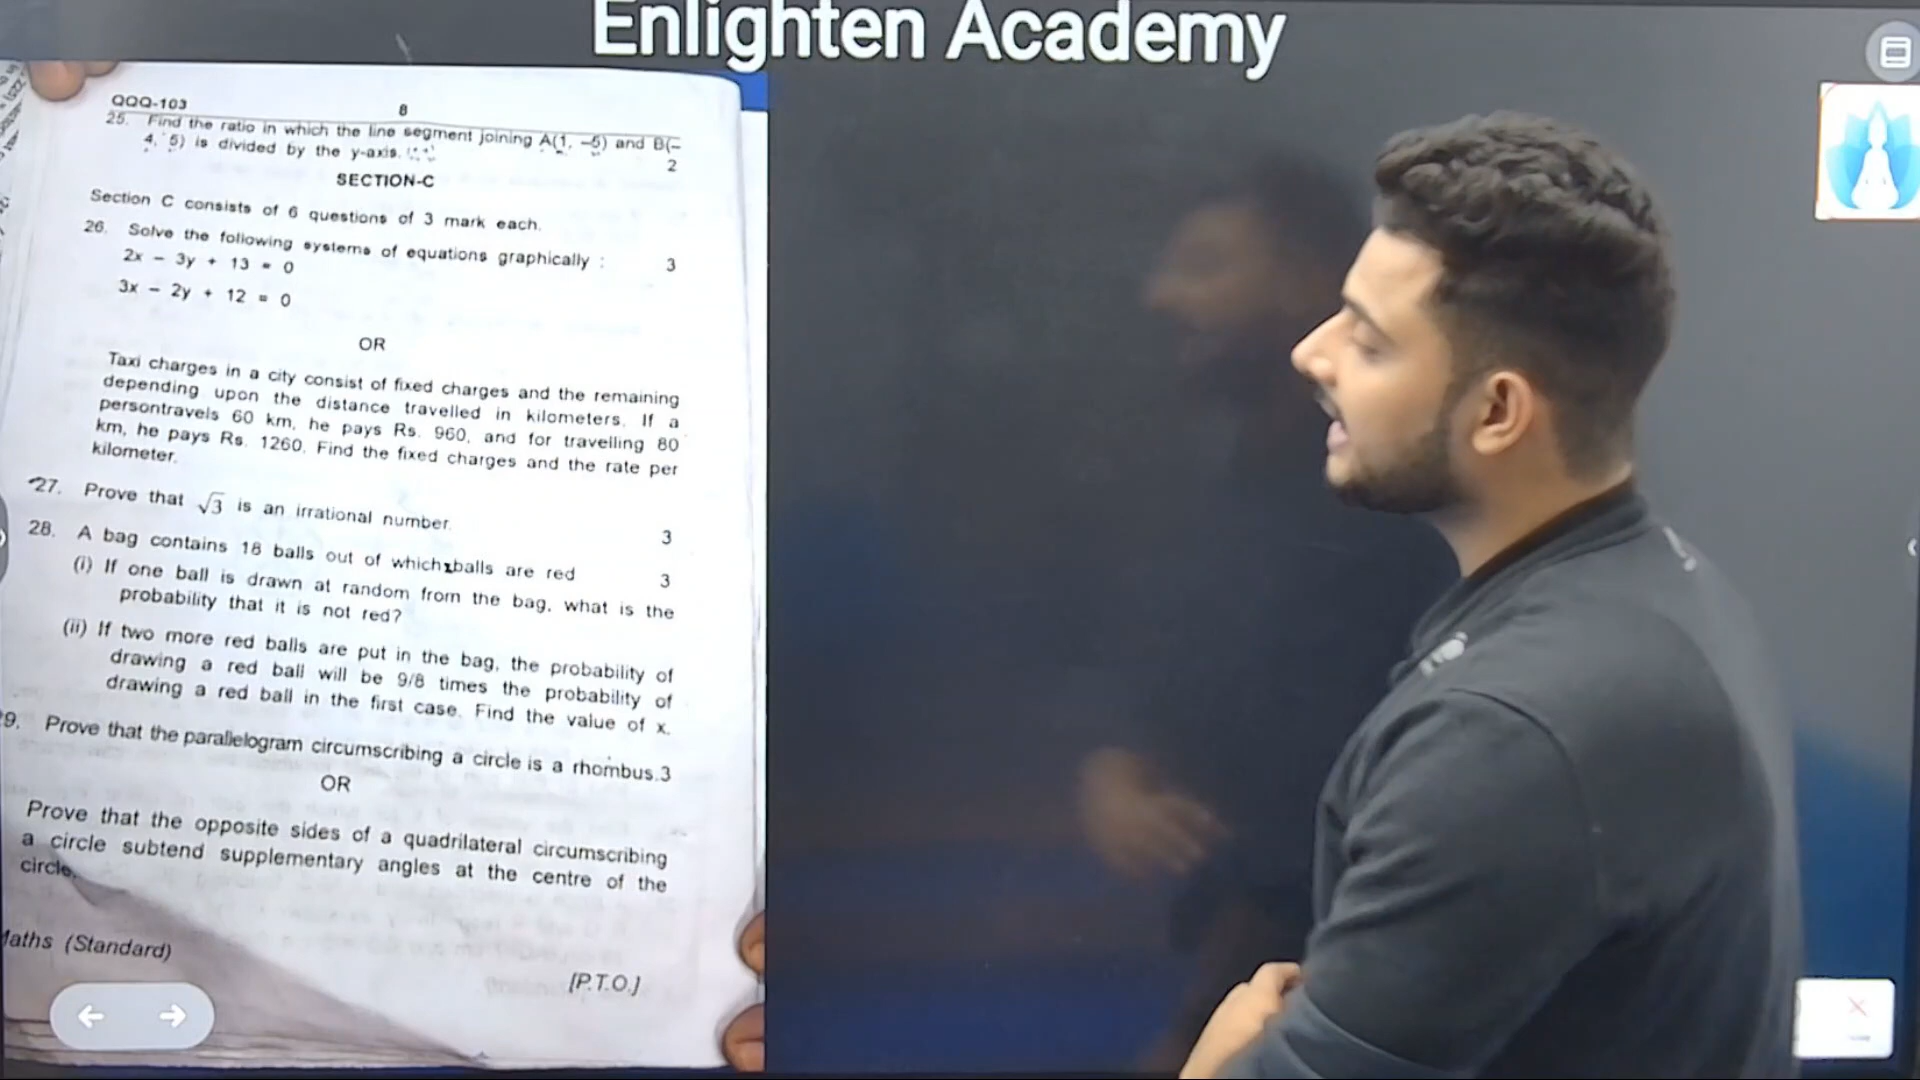 Enlighten Academy
QQQ-103
8
25. Find the ratio in which the line segment joining A(1, –5) and B(–
4, 5) is divided by the y-axis.
2
SECTION-C
Section C consists of 6 questions of 3 mark each.
26. Solve the following systems of equations graphically : 3
2x – 3y + 13 = 0
3x – 2y + 12 = 0
OR
Taxi charges in a city consist of fixed charges and the remaining
depending upon the distance travelled in kilometers. If a
persontravels 60 km, he pays Rs. 960, and for travelling 80
km, he pays Rs. 1260. Find the fixed charges and the rate per
kilometer.
27. Prove that √3 is an irrational number. 3
28. A bag contains 18 balls out of which x balls are red 3
(i) If one ball is drawn at random from the bag, what is the
probability that it is not red?
(ii) If two more red balls are put in the bag, the probability of
drawing a red ball will be 9/8 times the probability of
drawing a red ball in the first case. Find the value of x.
9. Prove that the parallelogram circumscribing a circle is a rhombus.3
OR
Prove that the opposite sides of a quadrilateral circumscribing
a circle subtend supplementary angles at the centre of the
circle.
Maths (Standard)
[P.T.O.]